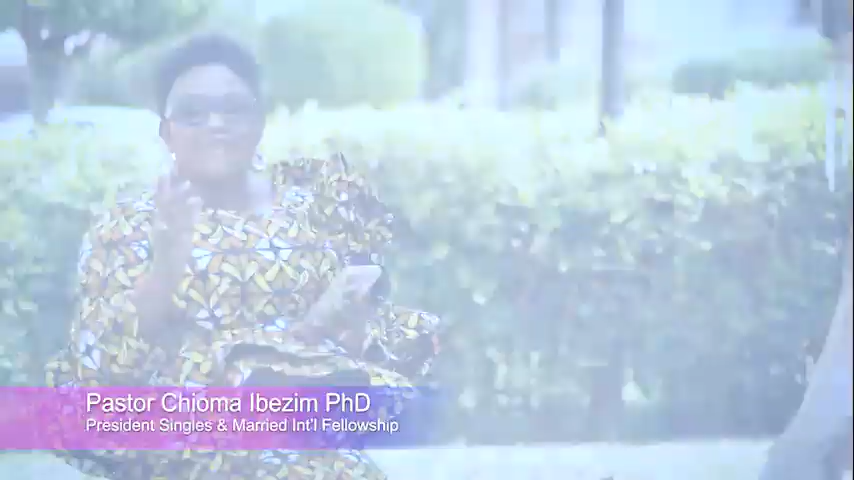 Pastor Chioma Ibezim PhD
President Singles & Married Int'l Fellowship